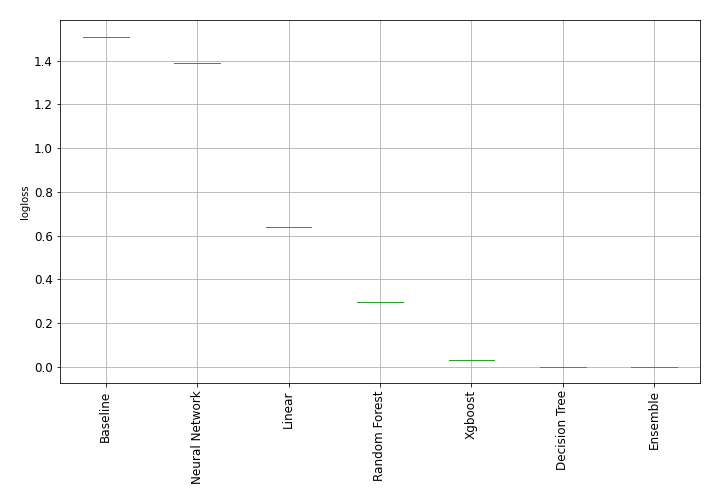 logloss
1.4
1.2
1.0
0.8
0.6
0.4
0.2
0.0
Baseline
Neural Network
Linear
Random Forest
Xgboost
Decision Tree
Ensemble